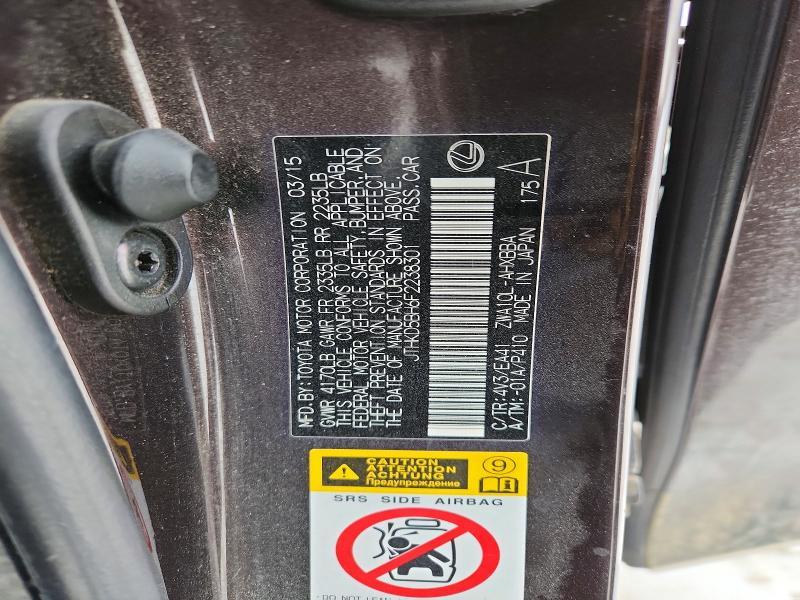 MFD.BY:TOYOTA MOTOR CORPORATION 03/15
GVWR 4170LB GAWR FR 2335LB RR 2235LB
THIS VEHICLE CONFORMS TO ALL APPLICABLE
FEDERAL MOTOR VEHICLE SAFETY, BUMPER, AND
THEFT PREVENTION STANDARDS IN EFFECT ON
THE DATE OF MANUFACTURE SHOWN ABOVE.
JTHKD5BH6F2238301 PASS.CAR
C/TR:4V3/EA41 ZWA10L-AHXBBA 175 A
A/TM:-01A/P410 MADE IN JAPAN
CAUTION
ATTENTION
ACHTUNG
Предупреждение
9
SRS SIDE AIRBAG
DO NOT LEAN